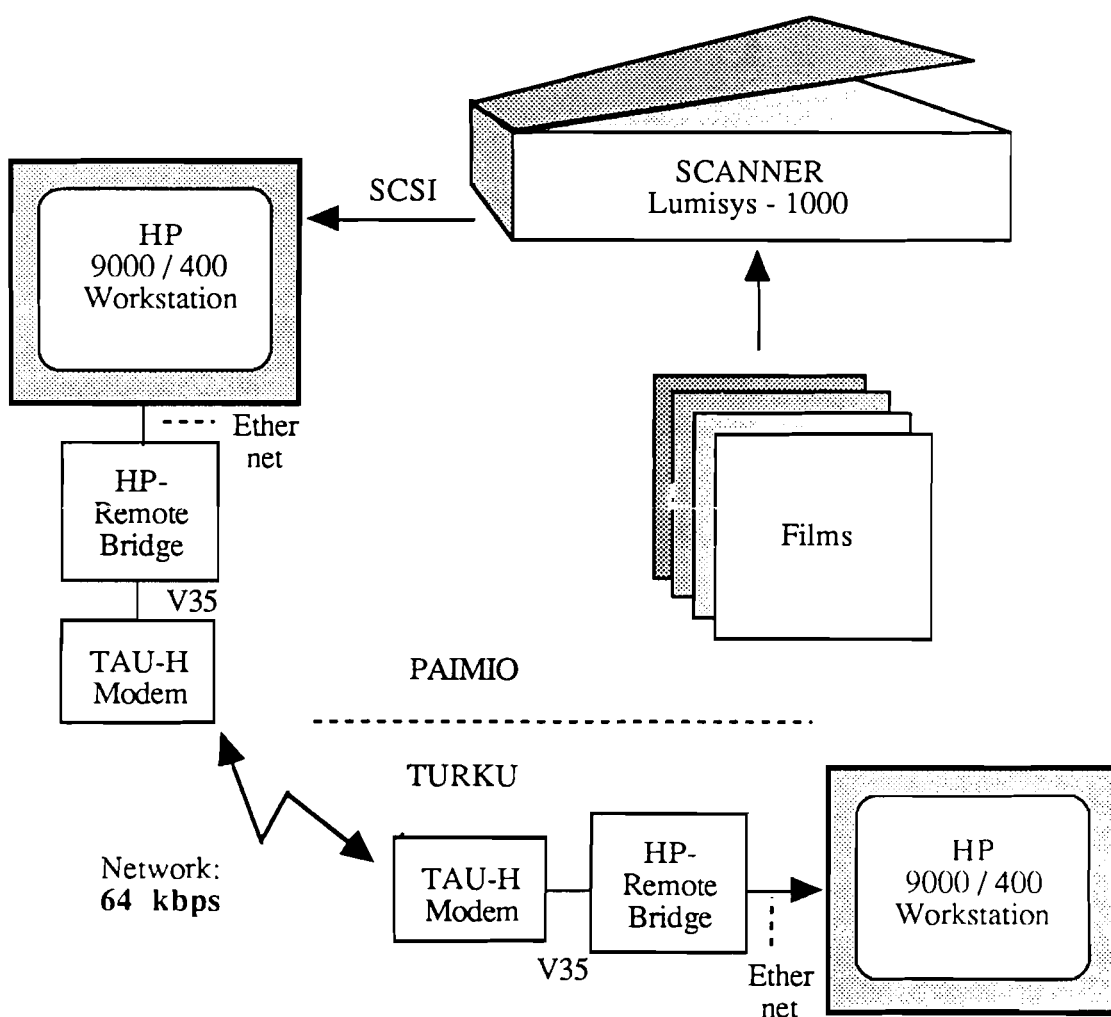 SCANNER
Lumisys - 1000
SCSI
HP
9000 / 400
Workstation
Ether
net
HP-
Remote
Bridge
V35
TAU-H
Modem
Films
PAIMIO
TURKU
Network:
64 kbps
TAU-H
Modem
V35
HP-
Remote
Bridge
Ether
net
HP
9000 / 400
Workstation